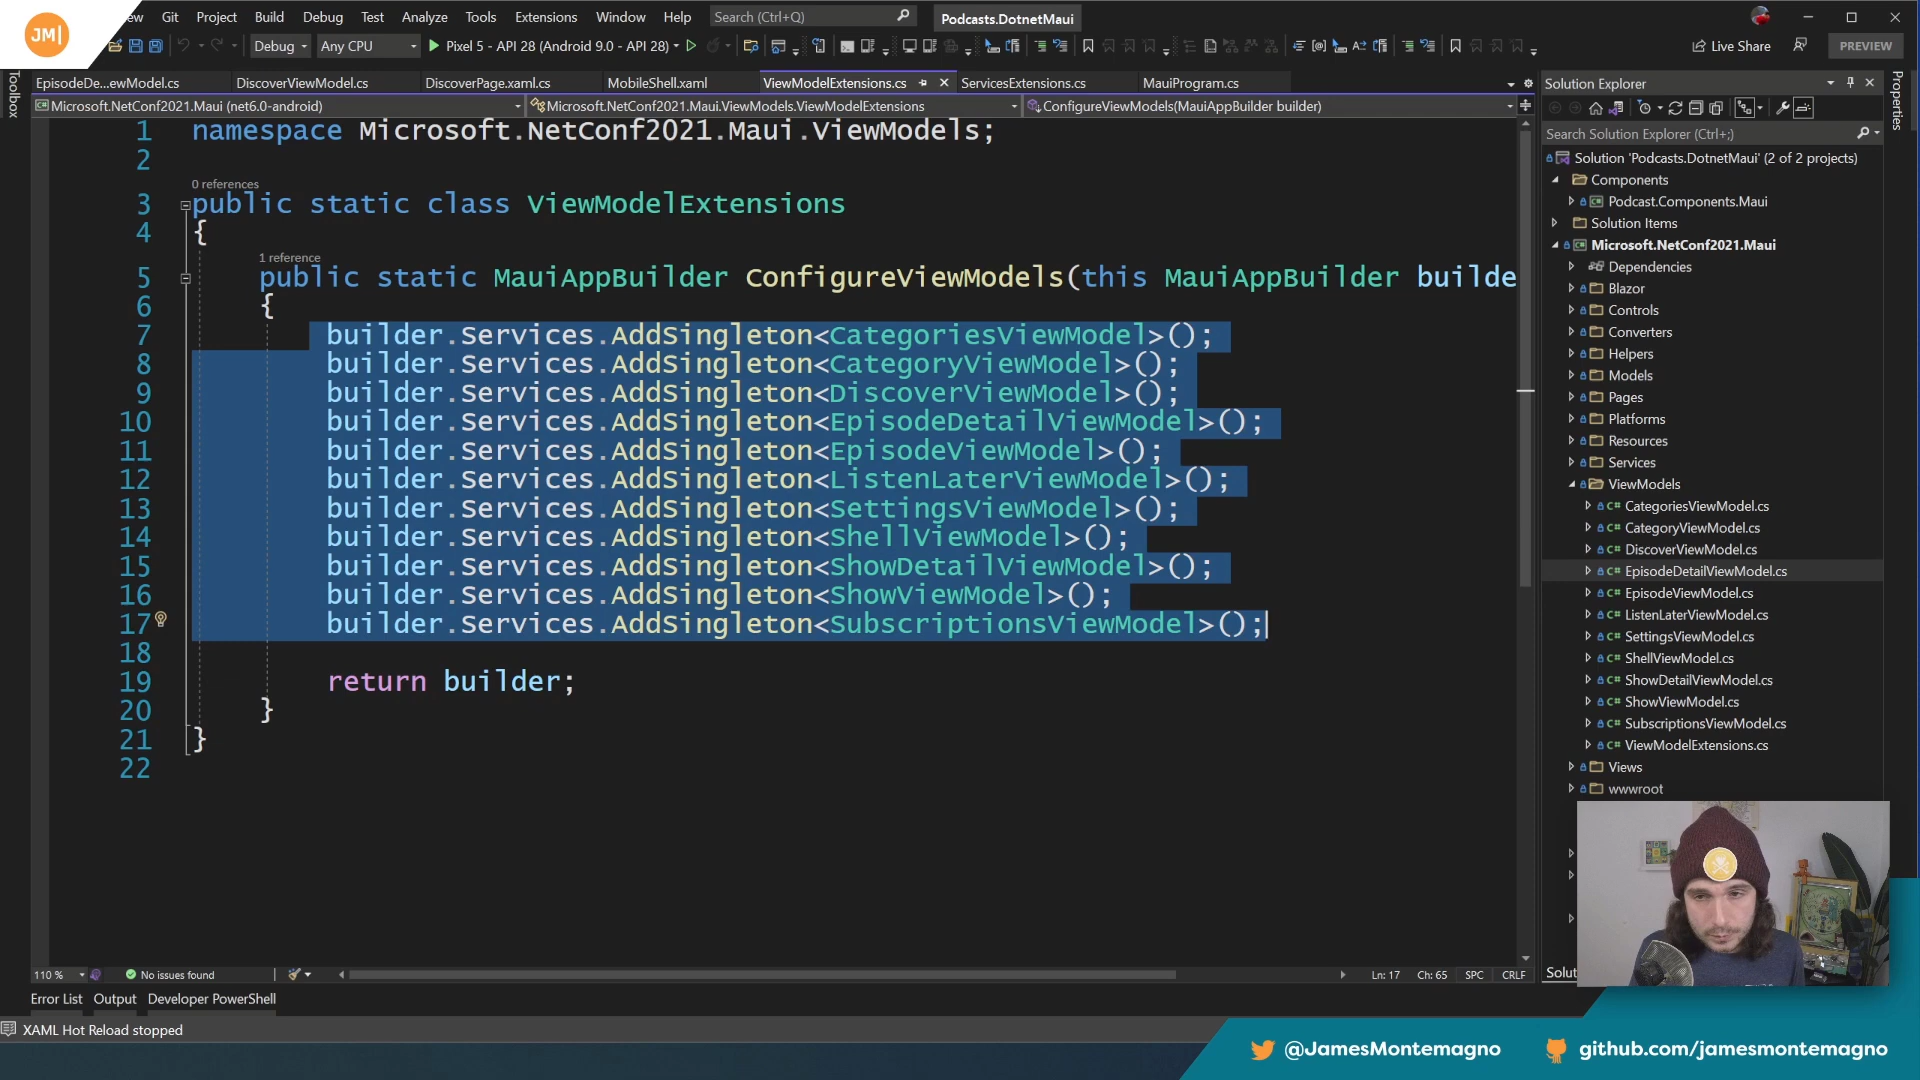 JM|
ew Git Project Build Debug Test Analyze Tools Extensions Window Help Search (Ctrl+Q) Podcasts.DotnetMaui
Debug Any CPU Pixel 5 - API 28 (Android 9.0 - API 28) Live Share PREVIEW
Toolbox
EpisodeDe...ewModel.cs DiscoverViewModel.cs DiscoverPage.xaml.cs MobileShell.xaml ViewModelExtensions.cs ServicesExtensions.cs MauiProgram.cs
Microsoft.NetConf2021.Maui (net6.0-android) Microsoft.NetConf2021.Maui.ViewModels.ViewModelExtensions ConfigureViewModels(MauiAppBuilder builder)
1 namespace Microsoft.NetConf2021.Maui.ViewModels;
2
0 references
3 public static class ViewModelExtensions
4 {
1 reference
5 public static MauiAppBuilder ConfigureViewModels(this MauiAppBuilder builde
6 {
7 builder.Services.AddSingleton<CategoriesViewModel>();
8 builder.Services.AddSingleton<CategoryViewModel>();
9 builder.Services.AddSingleton<DiscoverViewModel>();
10 builder.Services.AddSingleton<EpisodeDetailViewModel>();
11 builder.Services.AddSingleton<EpisodeViewModel>();
12 builder.Services.AddSingleton<ListenLaterViewModel>();
13 builder.Services.AddSingleton<SettingsViewModel>();
14 builder.Services.AddSingleton<ShellViewModel>();
15 builder.Services.AddSingleton<ShowDetailViewModel>();
16 builder.Services.AddSingleton<ShowViewModel>();
17 builder.Services.AddSingleton<SubscriptionsViewModel>();
18
19 return builder;
20 }
21 }
22
110 % No issues found Ln: 17 Ch: 65 SPC CRLF
Error List Output Developer PowerShell
XAML Hot Reload stopped
Solution Explorer
Search Solution Explorer (Ctrl+;)
Solution 'Podcasts.DotnetMaui' (2 of 2 projects)
Components
Podcast.Components.Maui
Solution Items
Microsoft.NetConf2021.Maui
Dependencies
Blazor
Controls
Converters
Helpers
Models
Pages
Platforms
Resources
Services
ViewModels
CategoriesViewModel.cs
CategoryViewModel.cs
DiscoverViewModel.cs
EpisodeDetailViewModel.cs
EpisodeViewModel.cs
ListenLaterViewModel.cs
SettingsViewModel.cs
ShellViewModel.cs
ShowDetailViewModel.cs
ShowViewModel.cs
SubscriptionsViewModel.cs
ViewModelExtensions.cs
Views
wwwroot
Solut
Properties
@JamesMontemagno github.com/jamesmontemagno